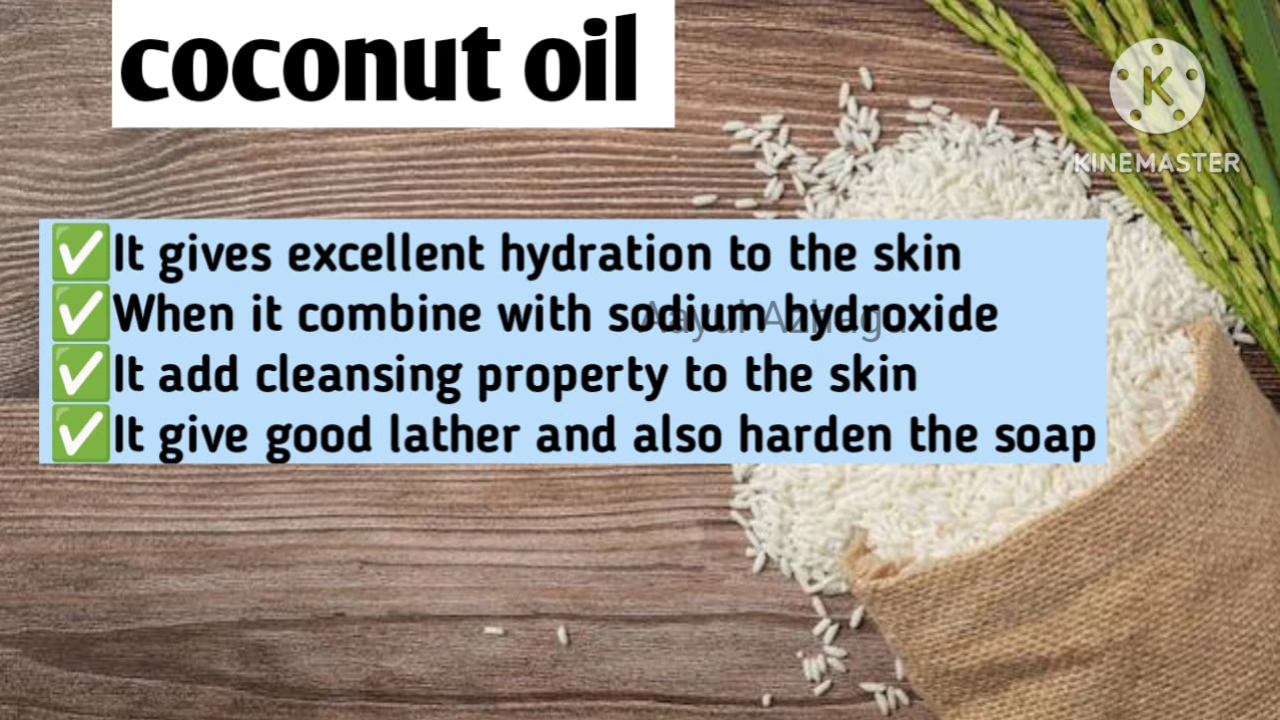 coconut oil
K
KINEMASTER
✅It gives excellent hydration to the skin
✅When it combine with sodium hydroxide
✅It add cleansing property to the skin
✅It give good lather and also harden the soap